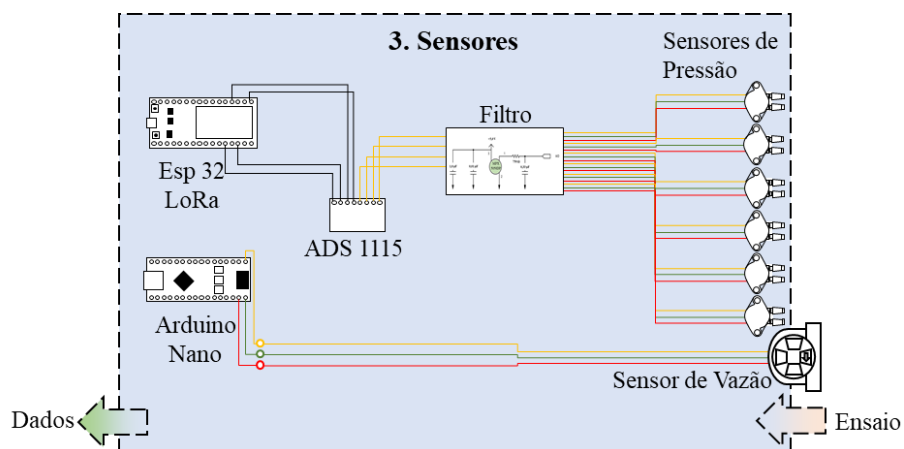 3. Sensores
Sensores de
Pressão
Filtro
Esp 32
LoRa
ADS 1115
Arduino
Nano
Sensor de Vazão
Dados
Ensaio